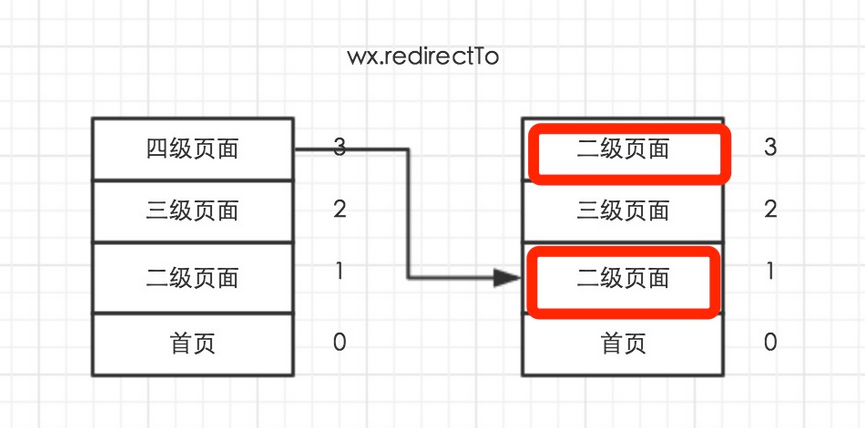 wx.redirectTo
四级页面 3 二级页面 3
三级页面 2 三级页面 2
二级页面 1 二级页面 1
首页 0 首页 0